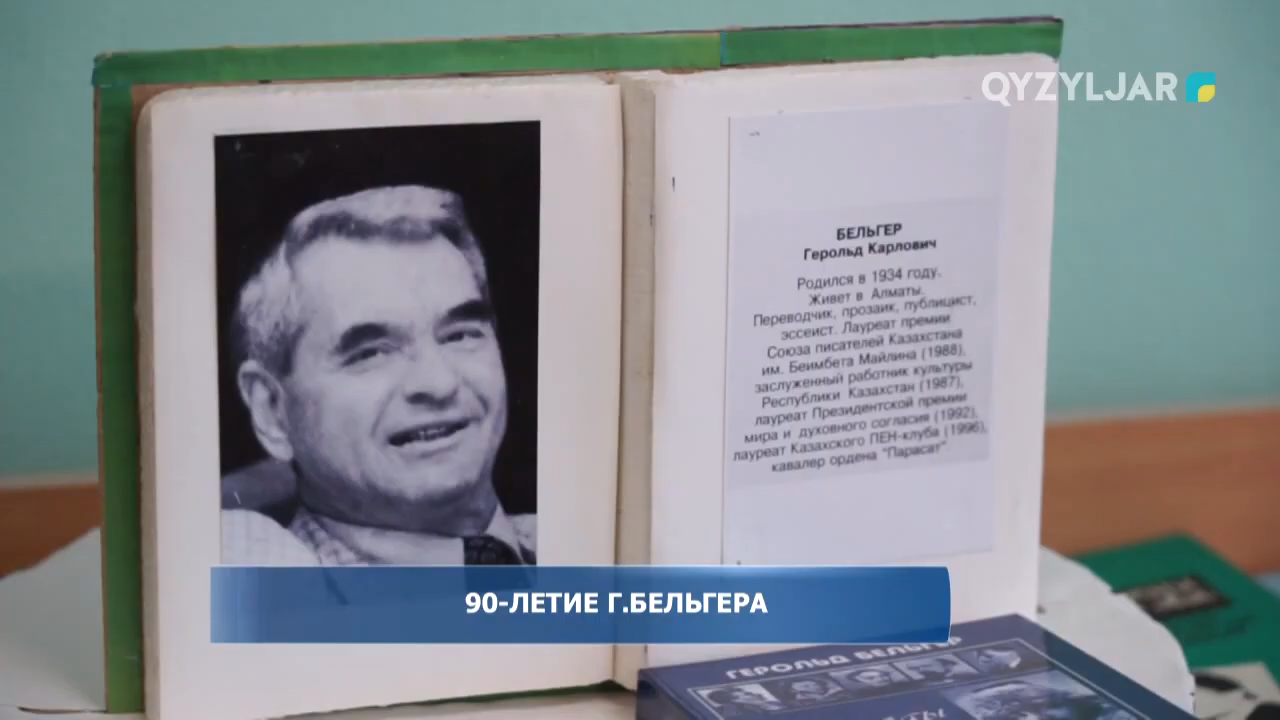 QYZYLJAR
БЕЛЬГЕР
Герольд Карлович
Родился в 1934 году.
Живет в Алматы.
Переводчик, прозаик, публицист,
эссеист. Лауреат премии
Союза писателей Казахстана
им. Беимбета Майлина (1988),
заслуженный работник культуры
Республики Казахстан (1987),
лауреат Президентской премии
мира и духовного согласия (1992),
лауреат Казахского ПЕН-клуба (1996),
кавалер ордена "Парасат"
90-ЛЕТИЕ Г.БЕЛЬГЕРА
ГЕРОЛЬД БЕЛЬГЕР